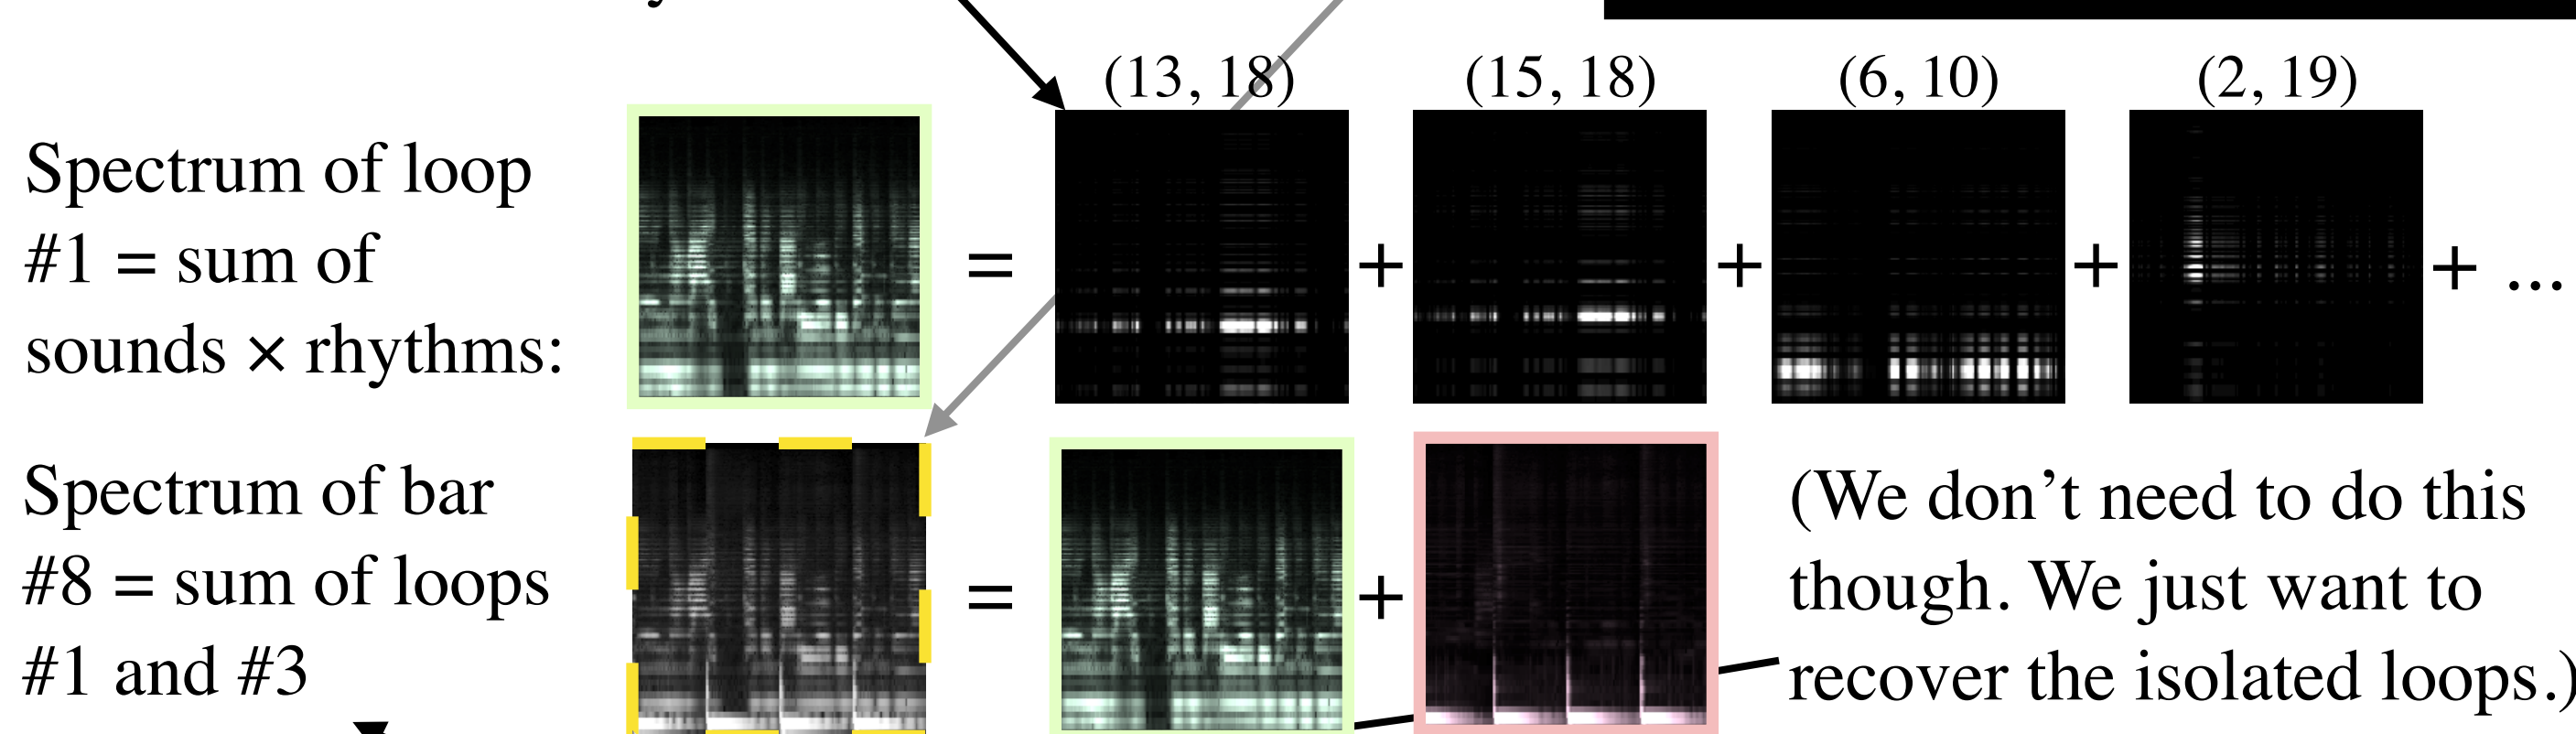 (13, 18)
(15, 18)
(6, 10)
(2, 19)
Spectrum of loop
#1 = sum of
sounds × rhythms:
=
+
+
+
+ ...
Spectrum of bar
#8 = sum of loops
#1 and #3
=
+
(We don't need to do this
though. We just want to
recover the isolated loops.)